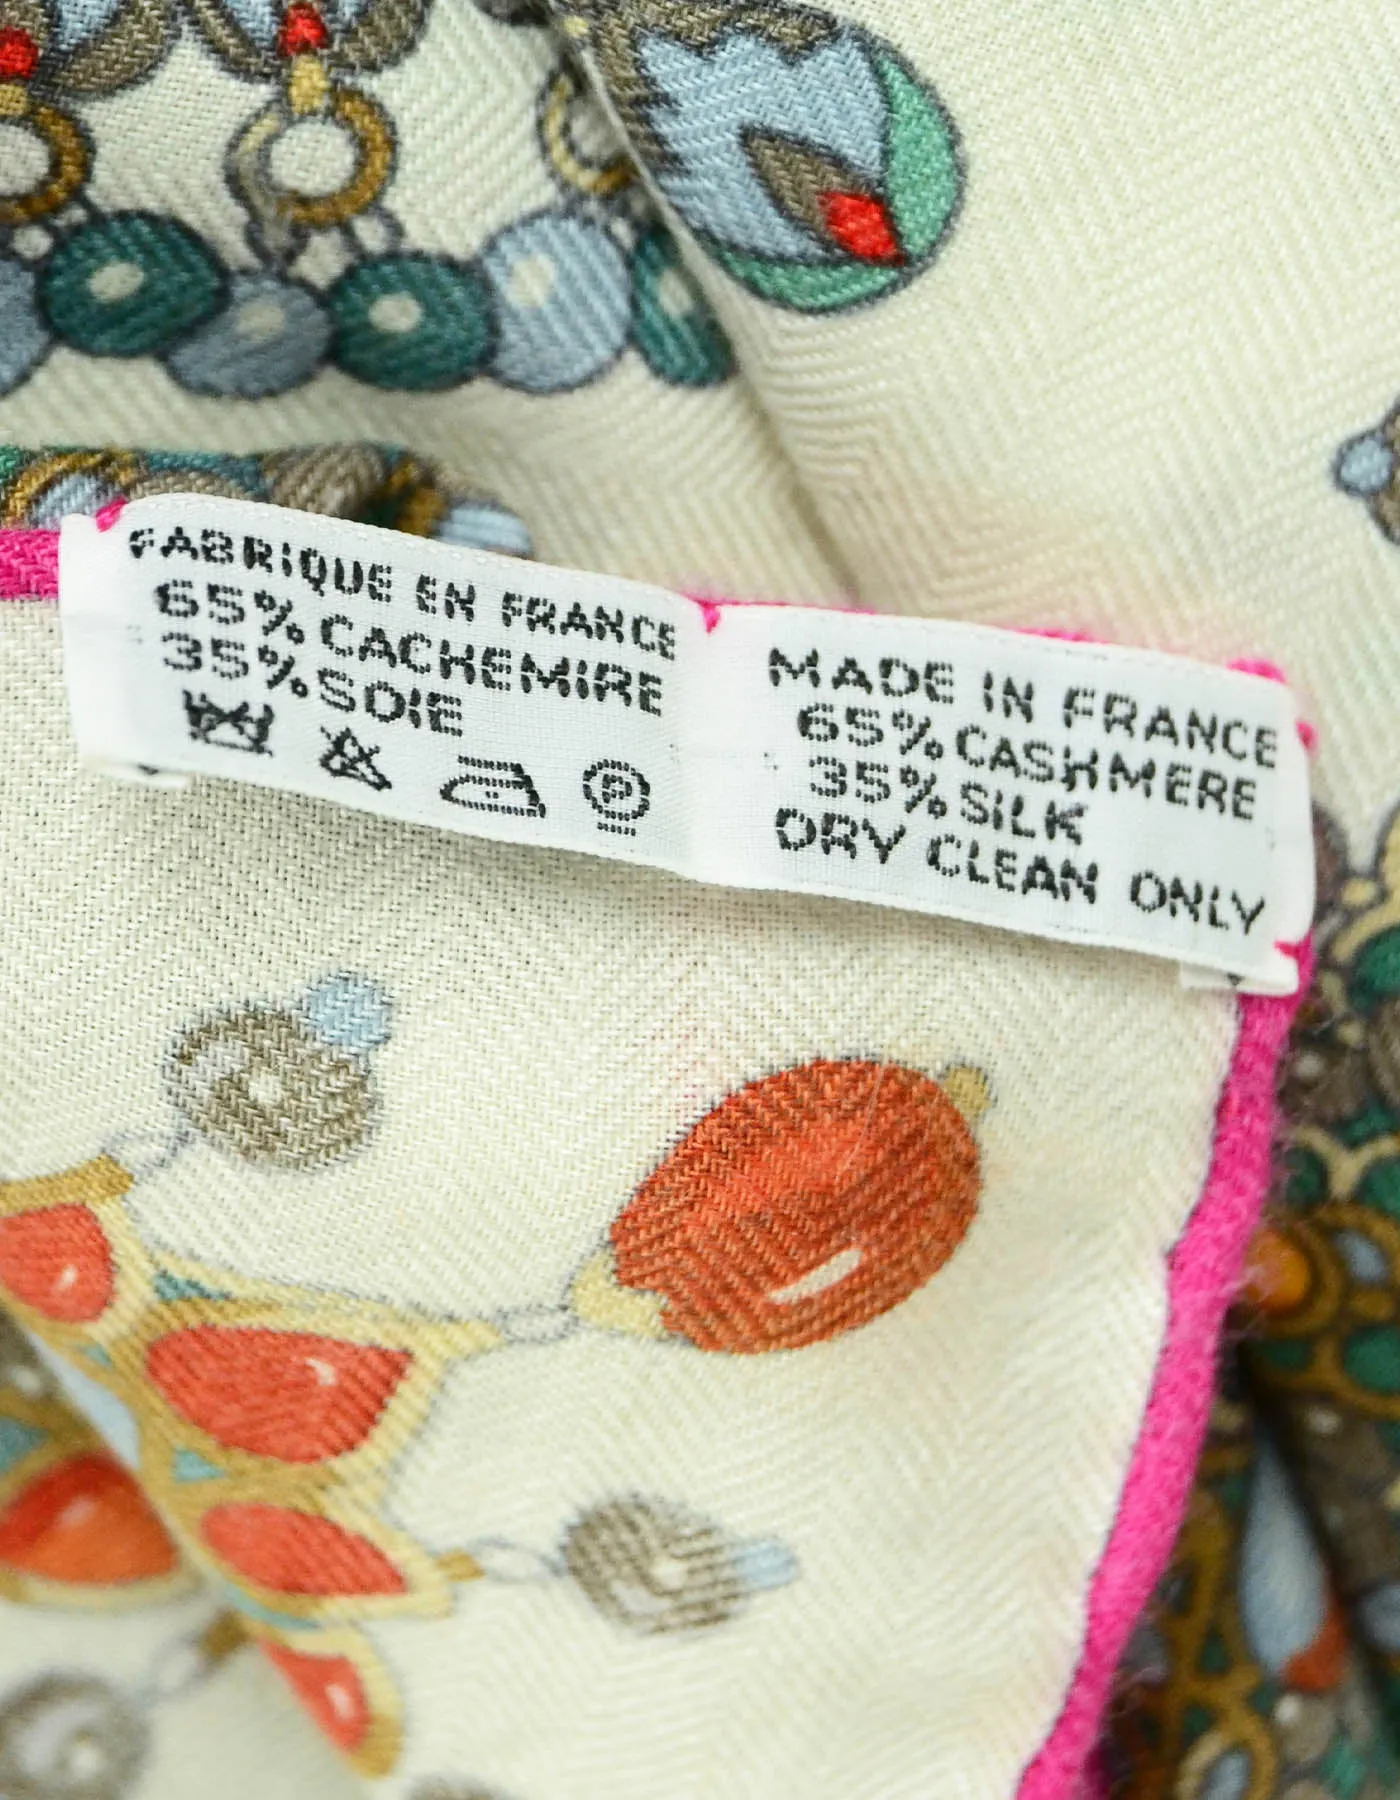 FABRIQUE EN FRANCE
65% CACHEMIRE
35% SOIE
P
MADE IN FRANCE
65% CASHMERE
35% SILK
DRY CLEAN ONLY